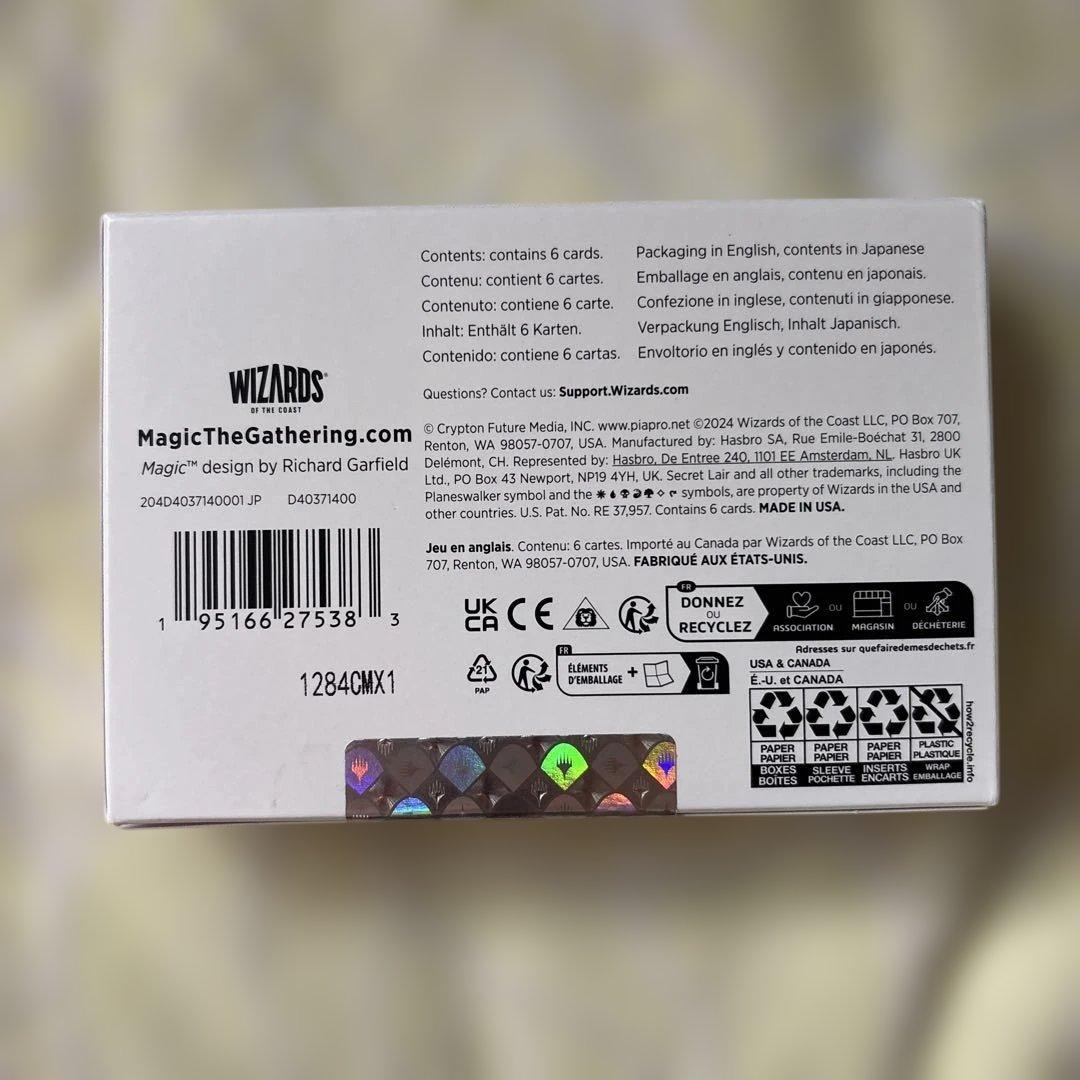 Contents: contains 6 cards.
Contenu: contient 6 cartes.
Contenuto: contiene 6 carte.
Inhalt: Enthält 6 Karten.
Contenido: contiene 6 cartas.
Packaging in English, contents in Japanese
Emballage en anglais, contenu en japonais.
Confezione in inglese, contenuti in giapponese.
Verpackung Englisch, Inhalt Japanisch.
Envoltorio en inglés y contenido en japonés.
WIZARDS®
OF THE COAST
MagicTheGathering.com
Magic™ design by Richard Garfield
204D4037140001 JP D40371400
1 95166 27538 3
1284CMX1
Questions? Contact us: Support.Wizards.com
© Crypton Future Media, INC. www.piapro.net ©2024 Wizards of the Coast LLC, PO Box 707,
Renton, WA 98057-0707, USA. Manufactured by: Hasbro SA, Rue Emile-Boéchat 31, 2800
Delémont, CH. Represented by: Hasbro, De Entree 240, 1101 EE Amsterdam, NL. Hasbro UK
Ltd., PO Box 43 Newport, NP19 4YH, UK. Secret Lair and all other trademarks, including the
Planeswalker symbol and the symbols, are property of Wizards in the USA and
other countries. U.S. Pat. No. RE 37,957. Contains 6 cards. MADE IN USA.
Jeu en anglais. Contenu: 6 cartes. Importé au Canada par Wizards of the Coast LLC, PO Box
707, Renton, WA 98057-0707, USA. FABRIQUÉ AUX ÉTATS-UNIS.
UK
CA
CE
FR
DONNEZ
OU
RECYCLEZ
ASSOCIATION
OU
MAGASIN
OU
DÉCHÈTERIE
Adresses sur quefairedemesdechets.fr
21
PAP
FR
ÉLÉMENTS
D'EMBALLAGE +
USA & CANADA
É.-U. et CANADA
PAPER
PAPIER
BOXES
BOÎTES
PAPER
PAPIER
SLEEVE
POCHETTE
PAPER
PAPIER
INSERTS
ENCARTS
PLASTIC
PLASTIQUE
WRAP
EMBALLAGE
how2recycle.info